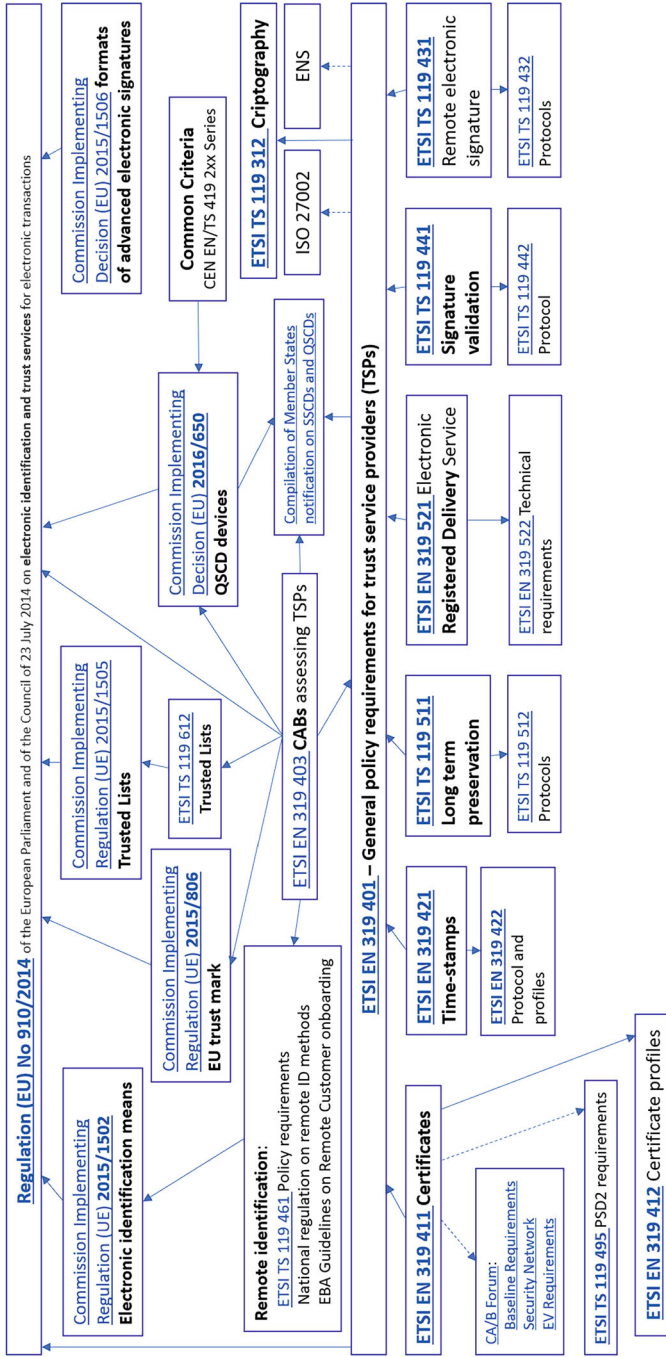 Regulation (EU) No 910/2014 of the European Parliament and of the Council of 23 July 2014 on electronic identification and trust services for electronic transactions
Commission Implementing
Regulation (UE) 2015/1502
Electronic identification means
Commission Implementing
Regulation (UE) 2015/806
EU trust mark
Commission Implementing
Regulation (UE) 2015/1505
Trusted Lists
ETSI TS 119 612
Trusted Lists
Commission Implementing
Decision (EU) 2016/650
QSCD devices
Commission Implementing
Decision (EU) 2015/1506 formats
of advanced electronic signatures
Common Criteria
CEN EN/TS 419 2xx Series
Remote identification:
ETSI TS 119 461 Policy requirements
National regulation on remote ID methods
EBA Guidelines on Remote Customer onboarding
ETSI EN 319 403 CABs assessing TSPs
Compilation of Member States
notification on SSCDs and QSCDs
ETSI TS 119 312 Criptography
ISO 27002
ENS
ETSI EN 319 401 – General policy requirements for trust service providers (TSPs)
ETSI EN 319 411 Certificates
CA/B Forum:
Baseline Requirements
Security Network
EV Requirements
ETSI TS 119 495 PSD2 requirements
ETSI EN 319 412 Certificate profiles
ETSI EN 319 421
Time-stamps
ETSI EN 319 422
Protocol and
profiles
ETSI TS 119 511
Long term
preservation
ETSI TS 119 512
Protocols
ETSI EN 319 521 Electronic
Registered Delivery Service
ETSI EN 319 522 Technical
requirements
ETSI TS 119 441
Signature
validation
ETSI TS 119 442
Protocol
ETSI TS 119 431
Remote electronic
signature
ETSI TS 119 432
Protocols